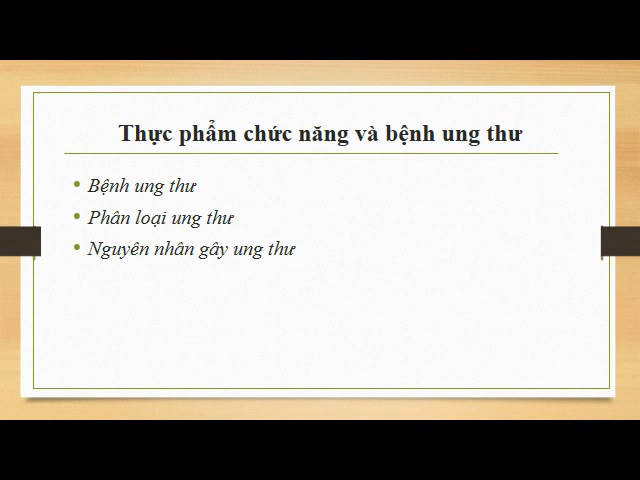 Thực phẩm chức năng và bệnh ung thư
• Bệnh ung thư
• Phân loại ung thư
• Nguyên nhân gây ung thư